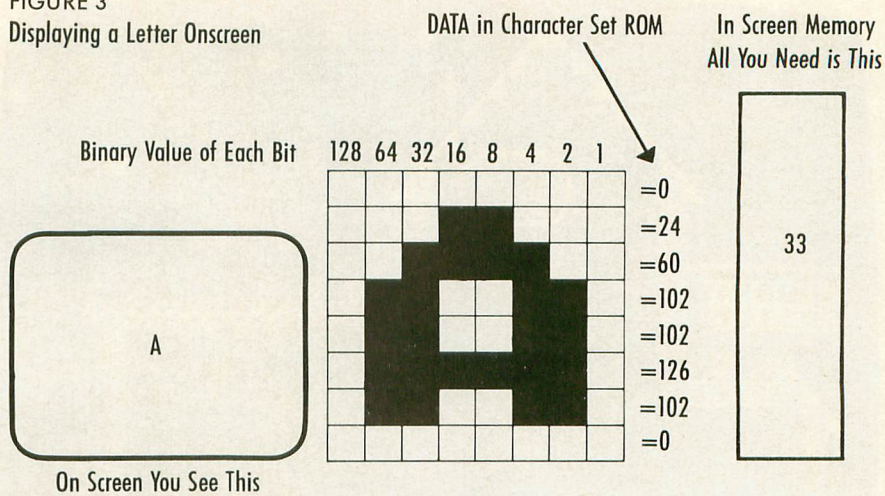 FIGURE 3
Displaying a Letter Onscreen
DATA in Character Set ROM
In Screen Memory
All You Need is This
Binary Value of Each Bit
128 64 32 16 8 4 2 1
=0
=24
=60
=102
=102
=126
=102
=0
33
A
On Screen You See This